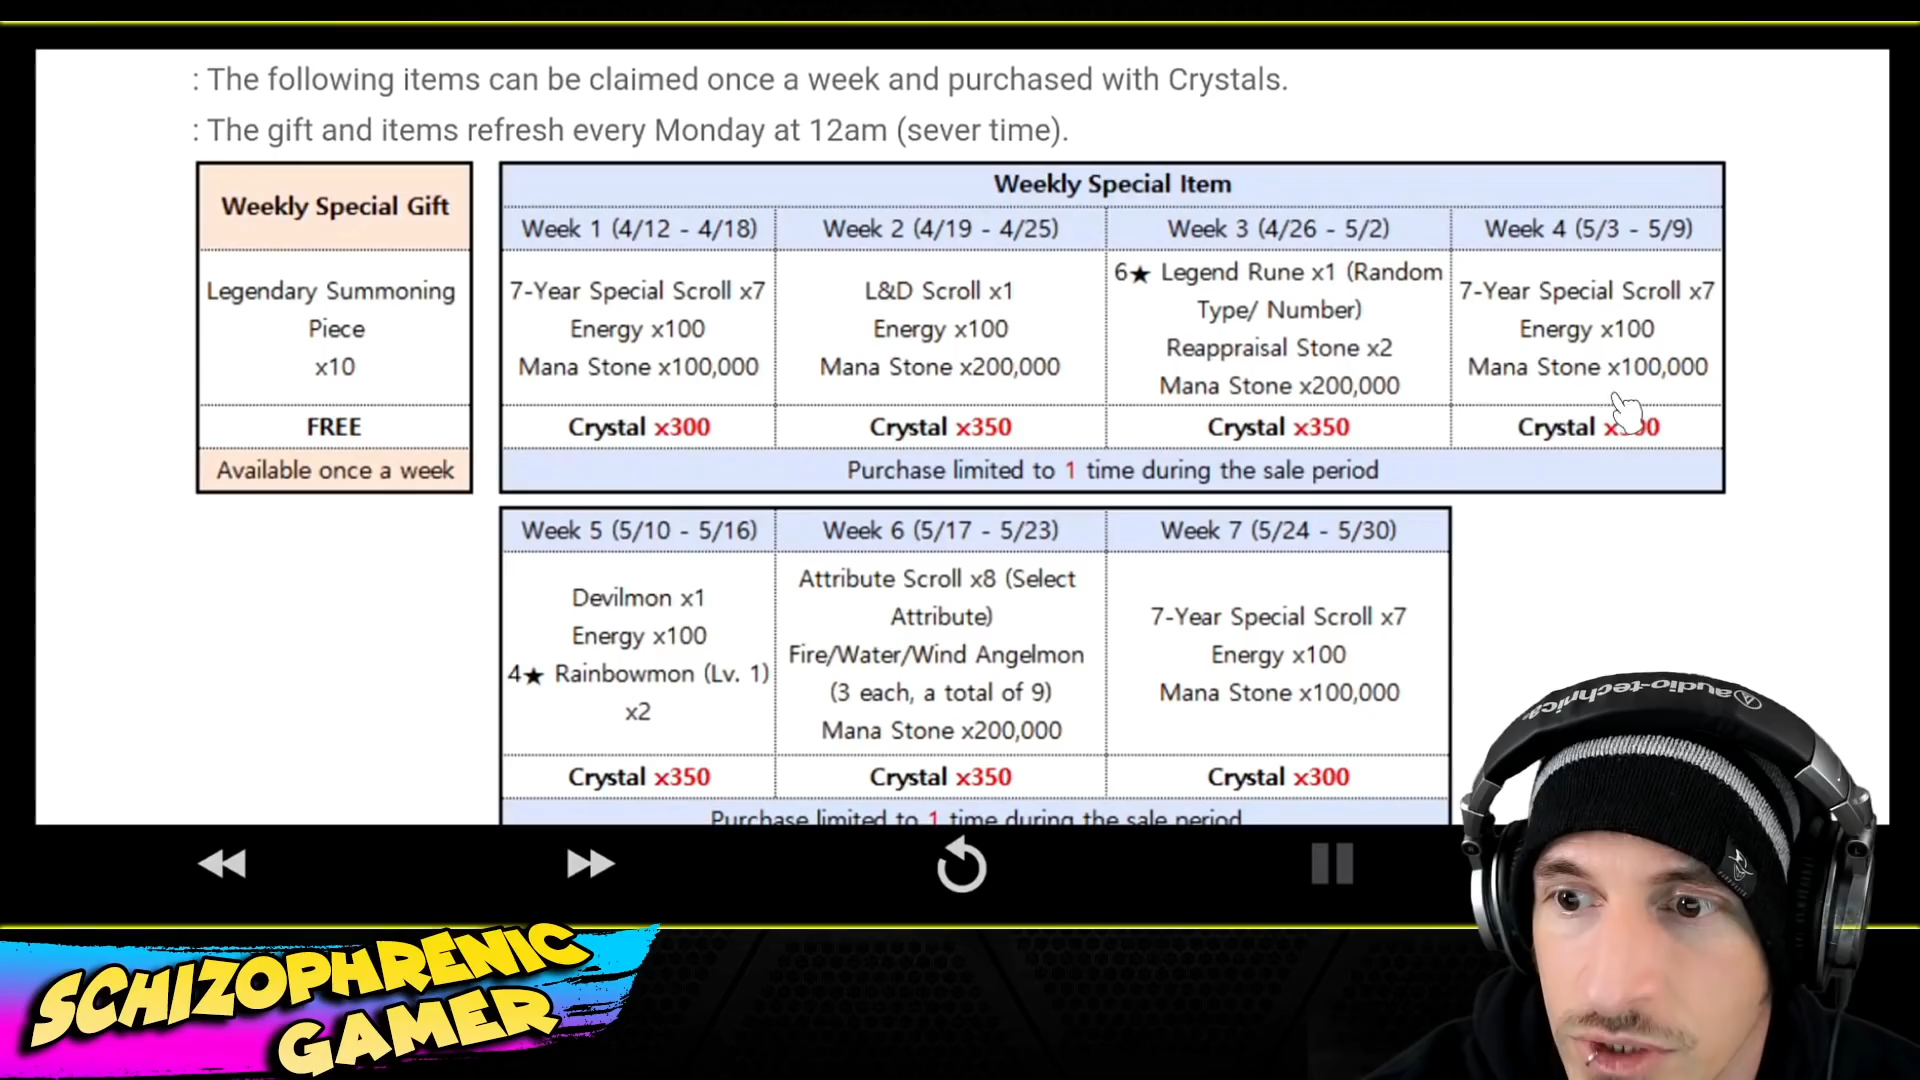 : The following items can be claimed once a week and purchased with Crystals.
: The gift and items refresh every Monday at 12am (sever time).
Weekly Special Gift
Legendary Summoning
Piece
x10
FREE
Available once a week
Weekly Special Item
Week 1 (4/12 - 4/18)
7-Year Special Scroll x7
Energy x100
Mana Stone x100,000
Crystal x300
Week 2 (4/19 - 4/25)
L&D Scroll x1
Energy x100
Mana Stone x200,000
Crystal x350
Week 3 (4/26 - 5/2)
6★ Legend Rune x1 (Random
Type/ Number)
Reappraisal Stone x2
Mana Stone x200,000
Crystal x350
Week 4 (5/3 - 5/9)
7-Year Special Scroll x7
Energy x100
Mana Stone x100,000
Crystal
Purchase limited to 1 time during the sale period
Week 5 (5/10 - 5/16)
Devilmon x1
Energy x100
4★ Rainbowmon (Lv. 1)
x2
Crystal x350
Week 6 (5/17 - 5/23)
Attribute Scroll x8 (Select
Attribute)
Fire/Water/Wind Angelmon
(3 each, a total of 9)
Mana Stone x200,000
Crystal x350
Week 7 (5/24 - 5/30)
7-Year Special Scroll x7
Energy x100
Mana Stone x100,000
Crystal x300
Purchase limited to 1 time during the sale period
audio-technica
SCHIZOPHRENIC
GAMER